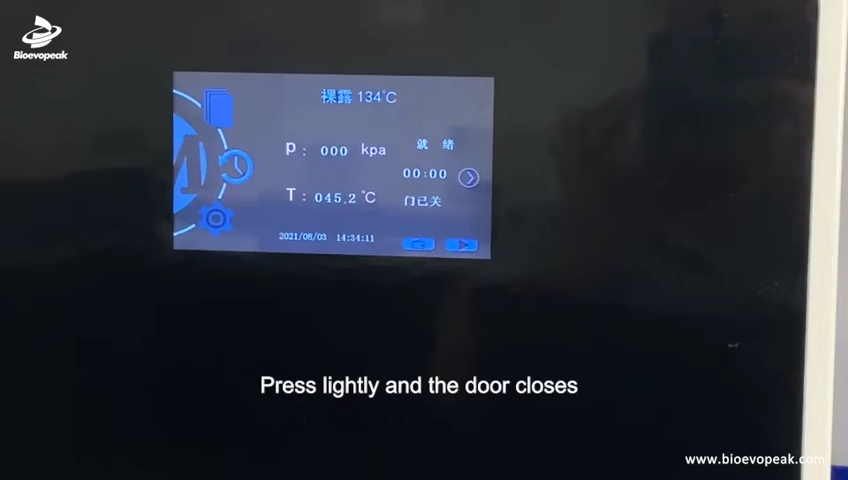 Bioevopeak
裸露 134℃
P: 000 kpa
就绪
00:00
T: 045.2 ℃
门已关
2021/08/03 14:34:11
Press lightly and the door closes
www.bioevopeak.com